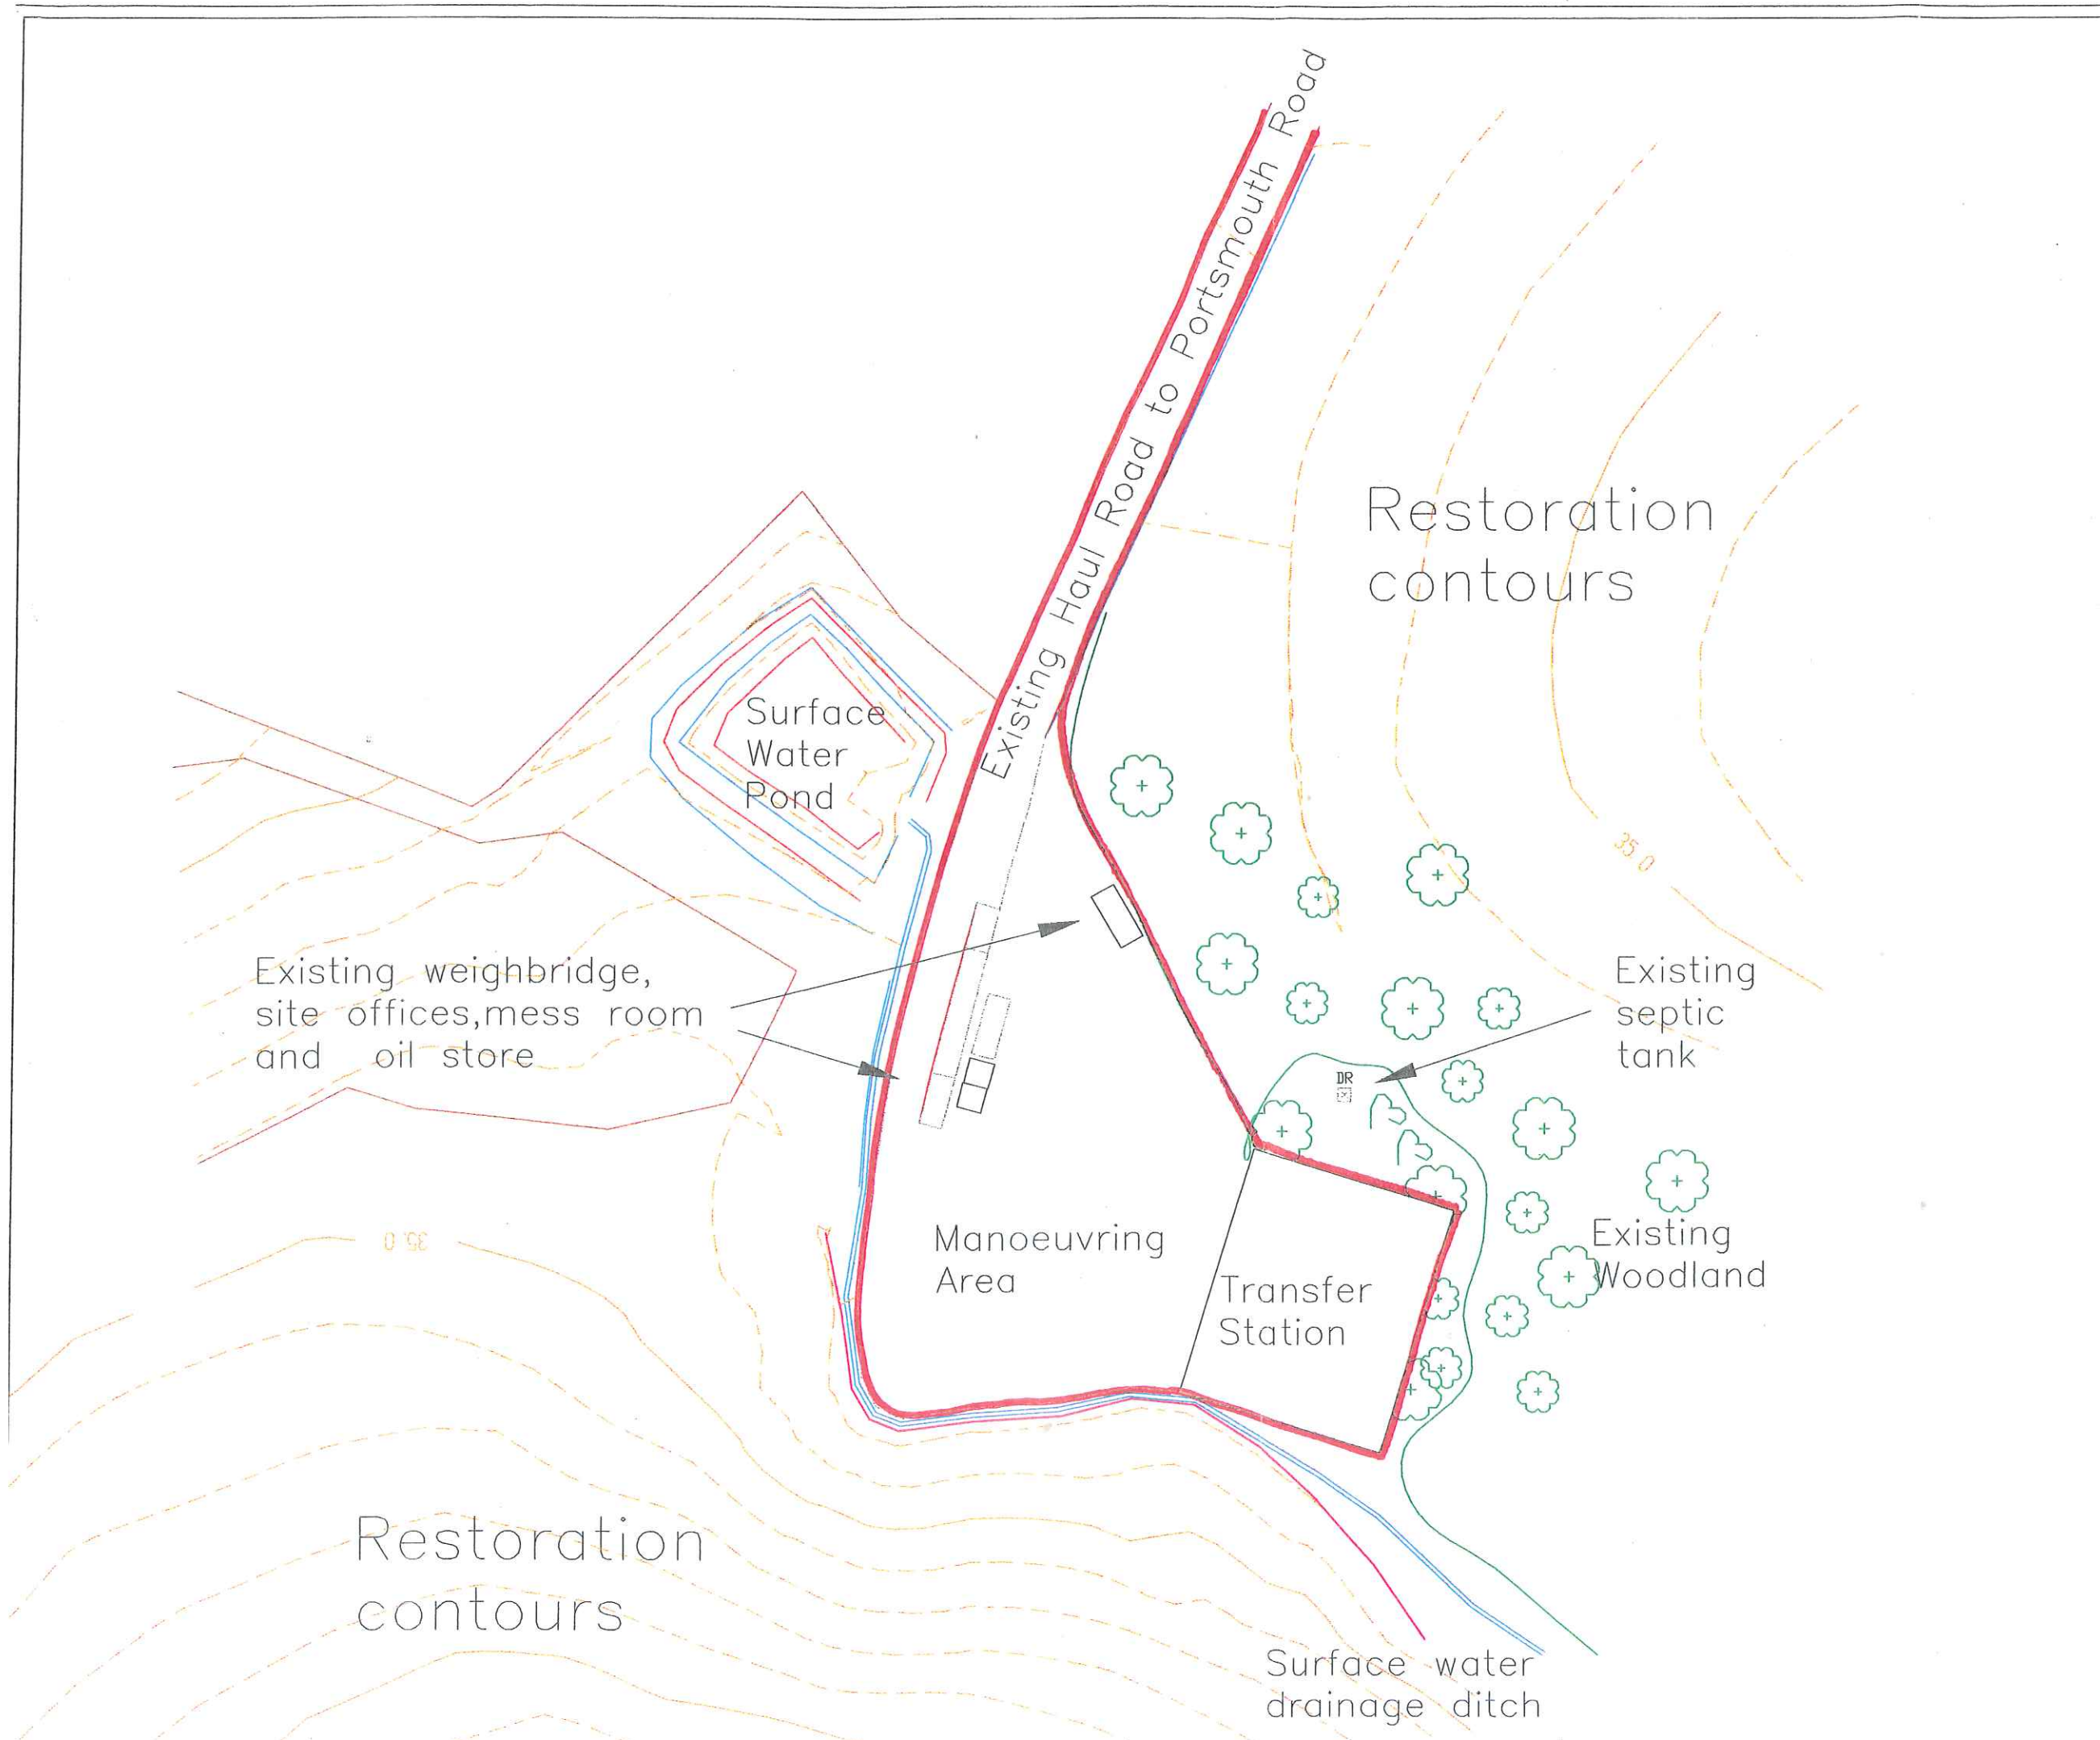 Existing Haul Road to Portsmouth Road
Restoration
contours
Surface
Water
Pond
35.0
Existing weighbridge,
site offices,mess room
and oil store
Existing
septic
tank
DR
Manoeuvring
Area
Transfer
Station
Existing
Woodland
35.0
Restoration
contours
Surface water
drainage ditch